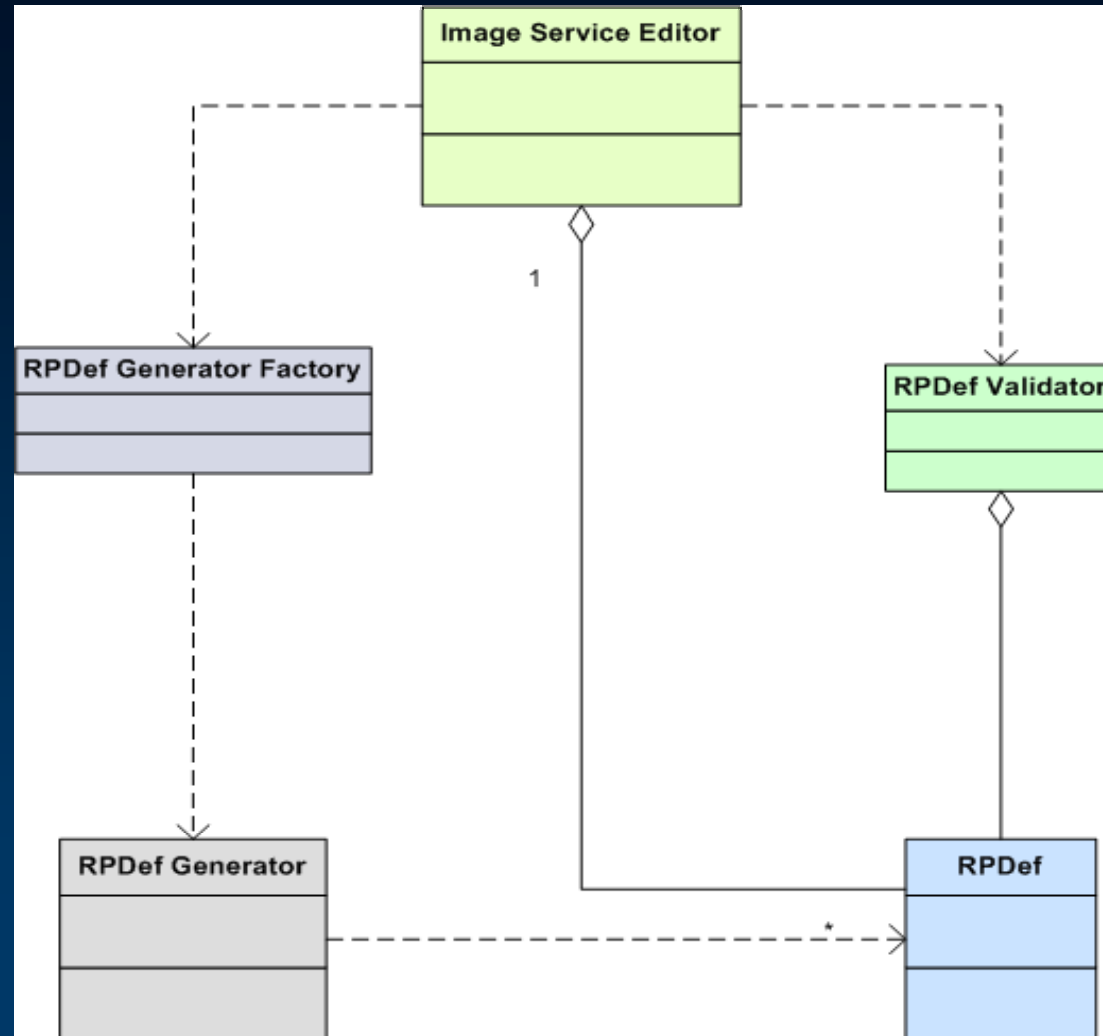 Image Service Editor
1
RPDef Generator Factory
RPDef Validator
RPDef Generator
RPDef
*